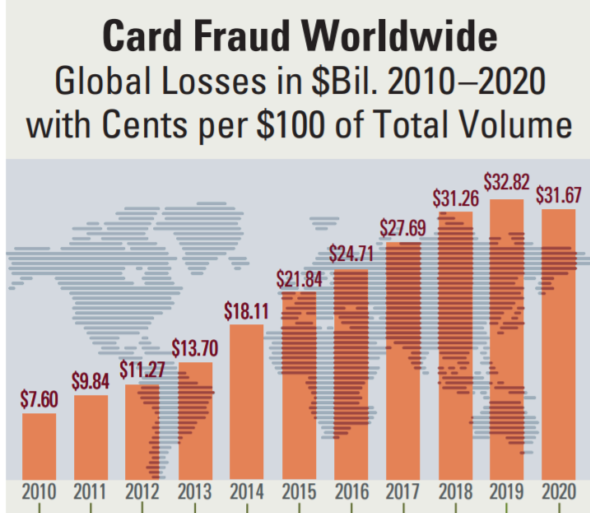 Card Fraud Worldwide
Global Losses in $Bil. 2010–2020
with Cents per $100 of Total Volume
$7.60
$9.84
$11.27
$13.70
$18.11
$21.84
$24.71
$27.69
$31.26
$32.82
$31.67
2010 2011 2012 2013 2014 2015 2016 2017 2018 2019 2020